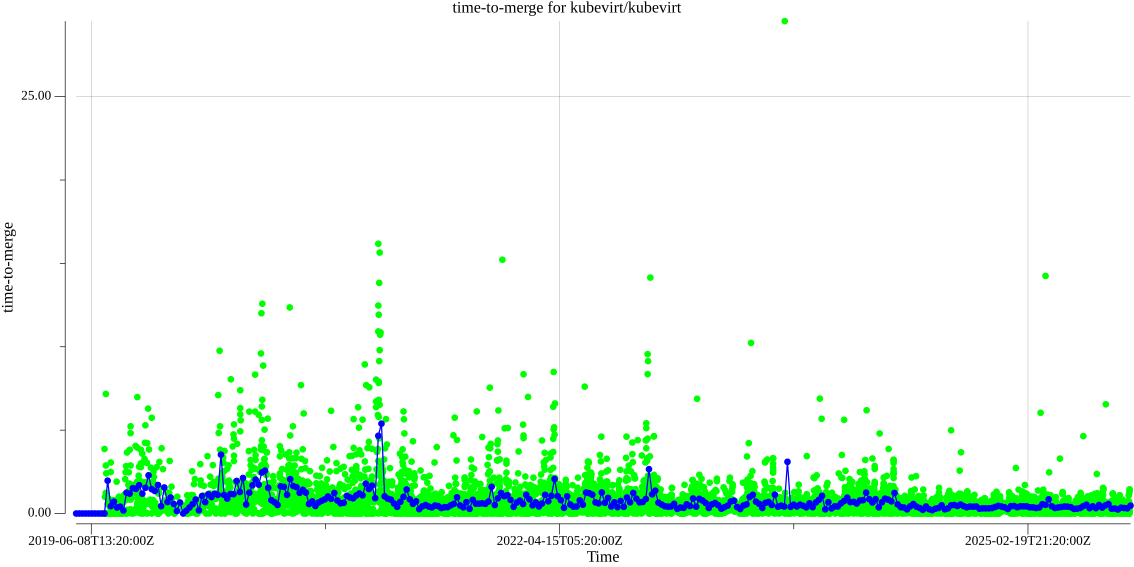 time-to-merge for kubevirt/kubevirt
25.00
time-to-merge
0.00
2019-06-08T13:20:00Z
2022-04-15T05:20:00Z
2025-02-19T21:20:00Z
Time